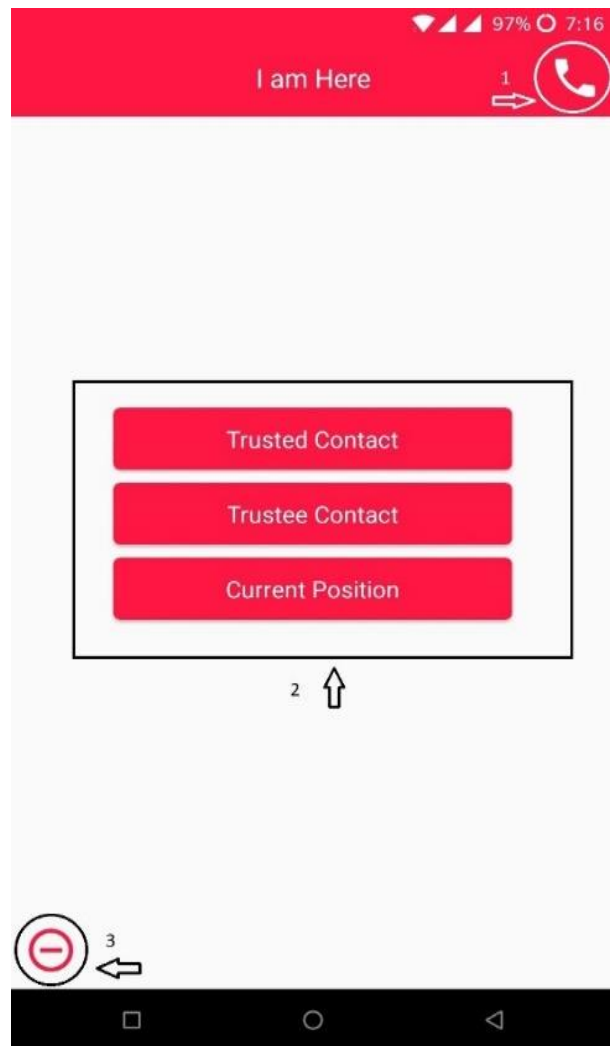 97% 7:16
I am Here
1
Trusted Contact
Trustee Contact
Current Position
2
3